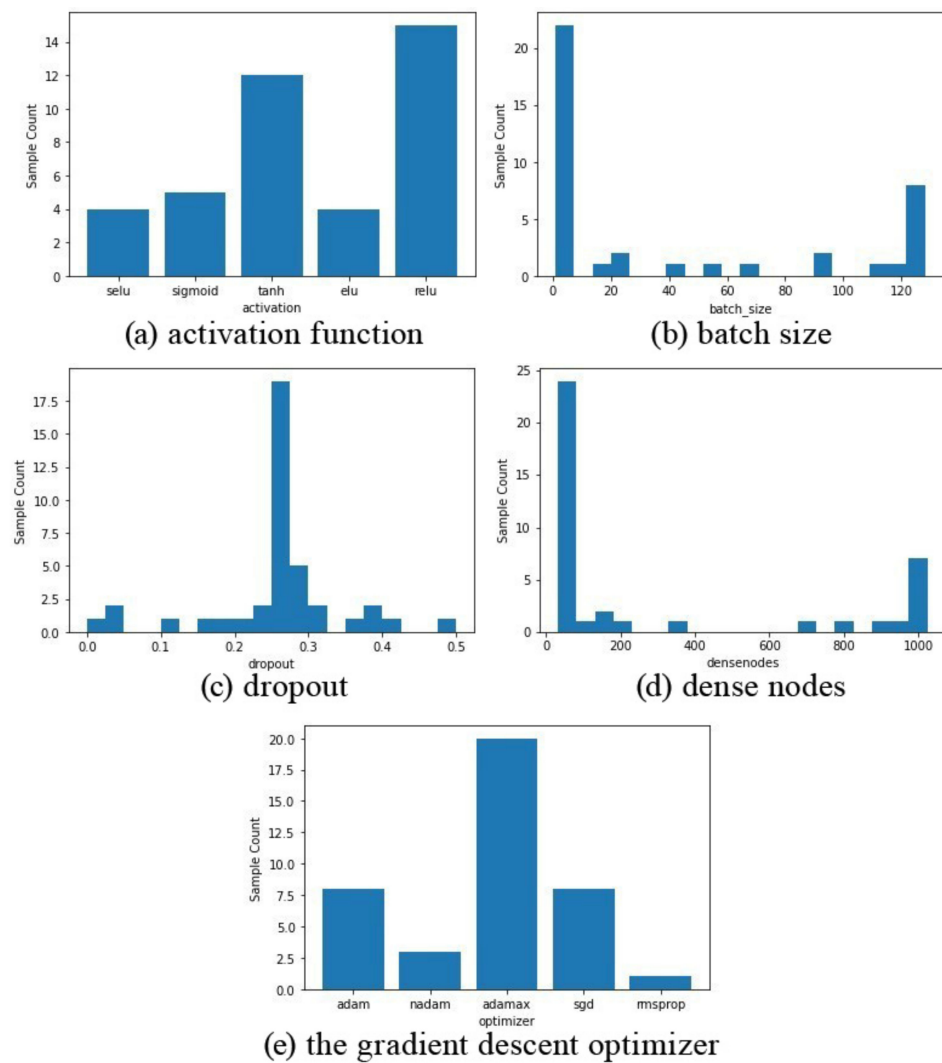 14
12
10
8
6
4
2
0
Sample Count
selu sigmoid tanh elu relu
activation
(a) activation function
20
15
10
5
0
Sample Count
0 20 40 60 80 100 120
batch_size
(b) batch size
17.5
15.0
12.5
10.0
7.5
5.0
2.5
0.0
Sample Count
0.0 0.1 0.2 0.3 0.4 0.5
dropout
(c) dropout
25
20
15
10
5
0
Sample Count
0 200 400 600 800 1000
densenodes
(d) dense nodes
20.0
17.5
15.0
12.5
10.0
7.5
5.0
2.5
0.0
Sample Count
adam nadam adamax sgd rmsprop
optimizer
(e) the gradient descent optimizer